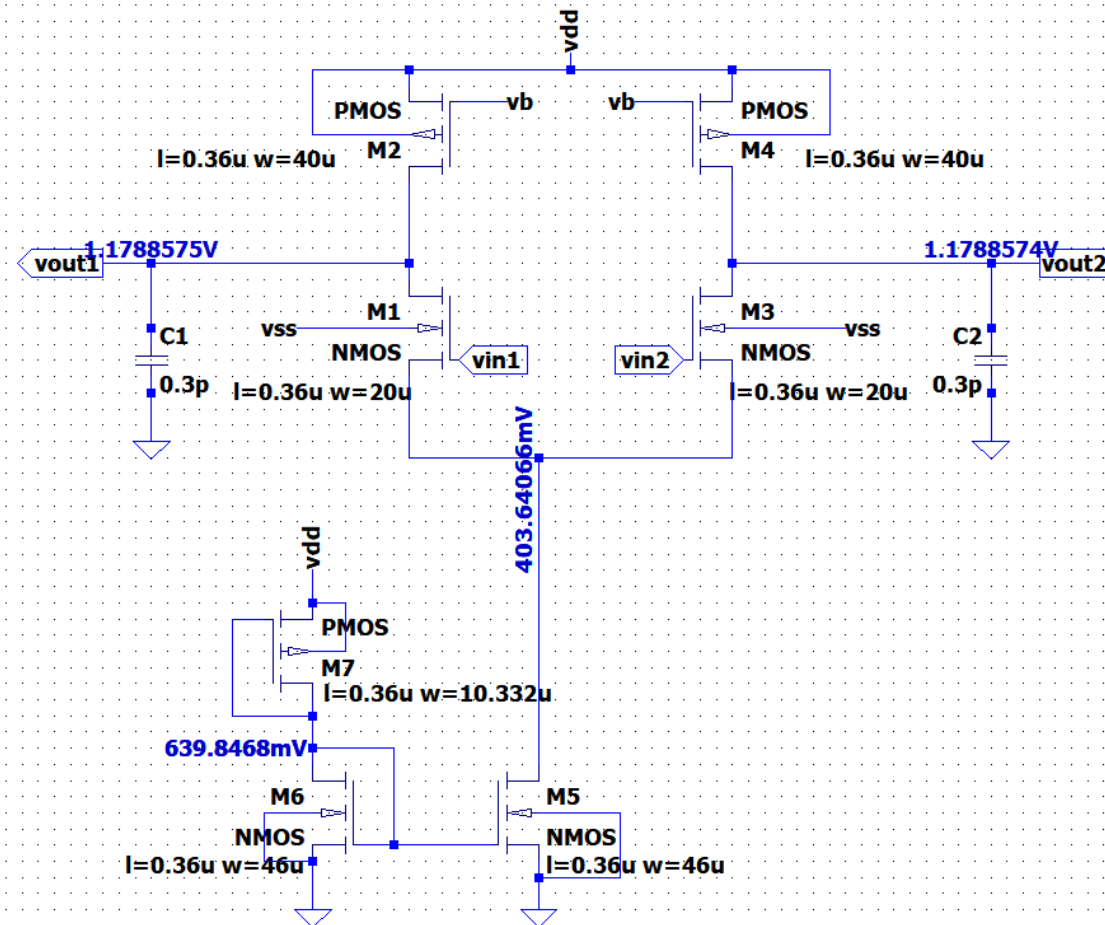 vdd
PMOS
vb
vb
PMOS
M2
M4
l=0.36u w=40u
l=0.36u w=40u
1.1788575V
1.1788574V
vout1
vout2
M1
M3
vss
vss
C1
C2
NMOS
vin1
vin2
NMOS
0.3p
l=0.36u w=20u
l=0.36u w=20u
0.3p
403.64066mV
vdd
PMOS
M7
l=0.36u w=10.332u
639.8468mV
M6
M5
NMOS
NMOS
l=0.36u w=46u
l=0.36u w=46u